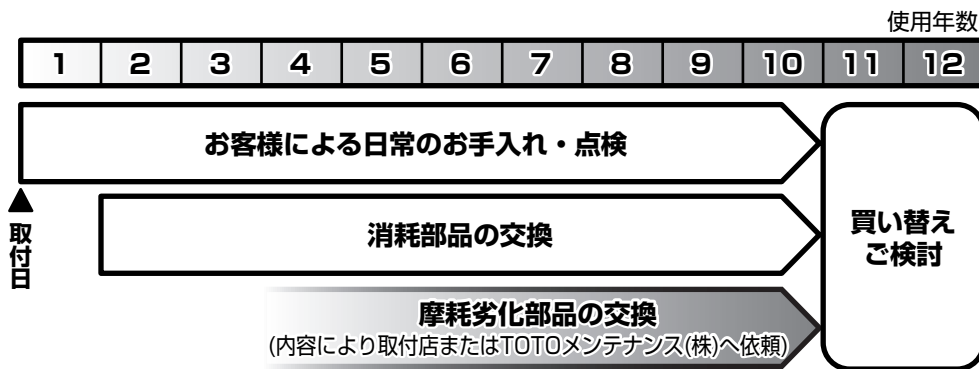 使用年数
1 2 3 4 5 6 7 8 9 10 11 12
お客様による日常のお手入れ・点検
取付日
消耗部品の交換
買い替え
ご検討
摩耗劣化部品の交換
(内容により取付店またはTOTOメンテナンス(株)へ依頼)